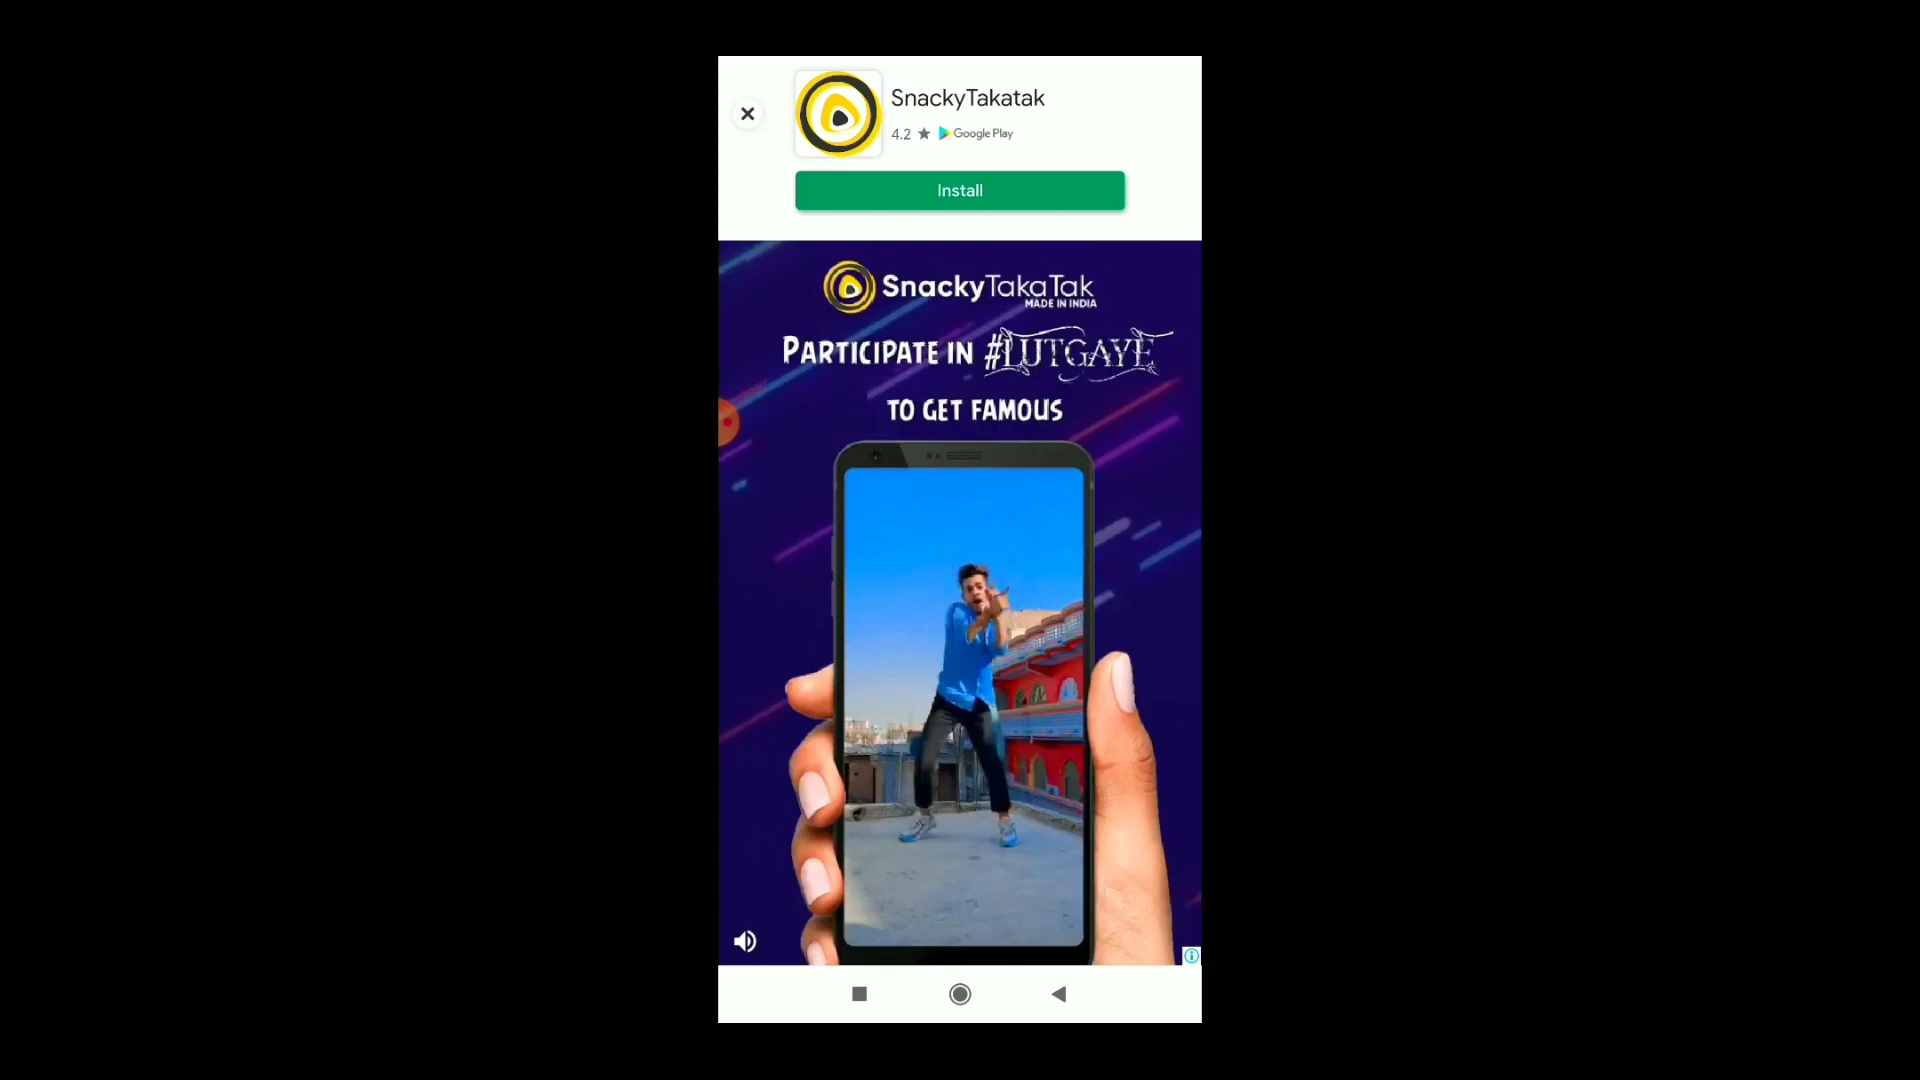 SnackyTakatak
4.2 ★ Google Play
Install
SnackyTakaTak
MADE IN INDIA
PARTICIPATE IN #LUTGAYE
TO GET FAMOUS